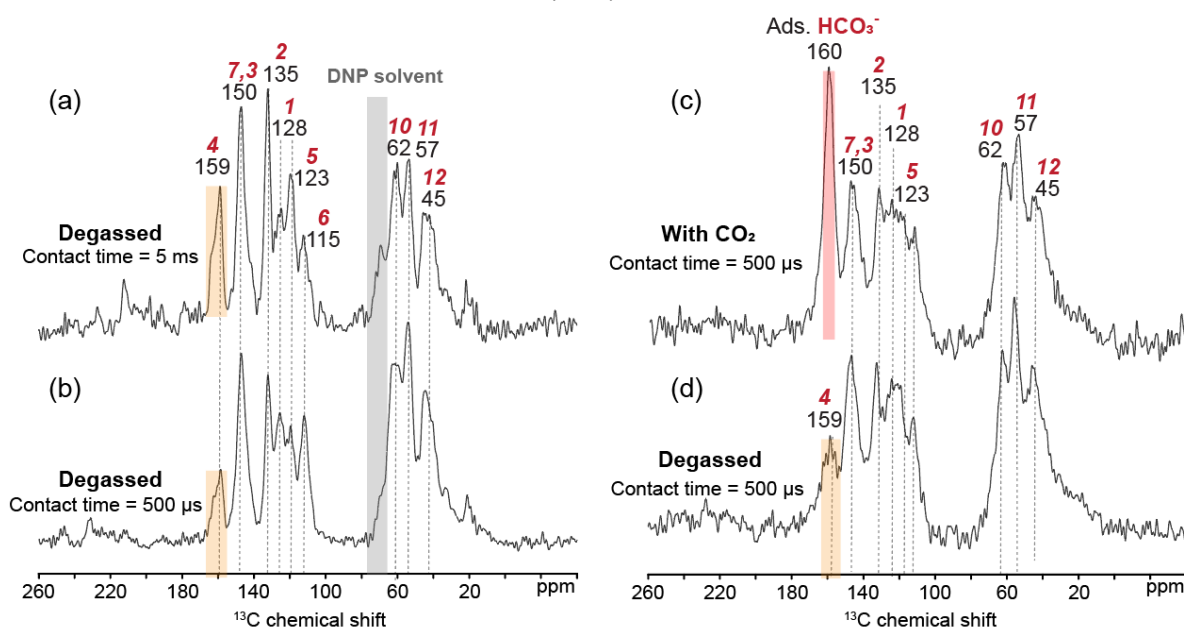 (a)
4
159
7,3
150
2
135
1
128
5
123
6
115
DNP solvent
10
62
11
57
12
45
Degassed
Contact time = 5 ms
(b)
Degassed
Contact time = 500 µs
260
220
180
140
100
60
20
ppm
¹³C chemical shift
(c)
Ads. HCO₃⁻
160
7,3
150
2
135
1
128
5
123
10
62
11
57
12
45
With CO₂
Contact time = 500 µs
(d)
4
159
Degassed
Contact time = 500 µs
260
220
180
140
100
60
20
ppm
¹³C chemical shift